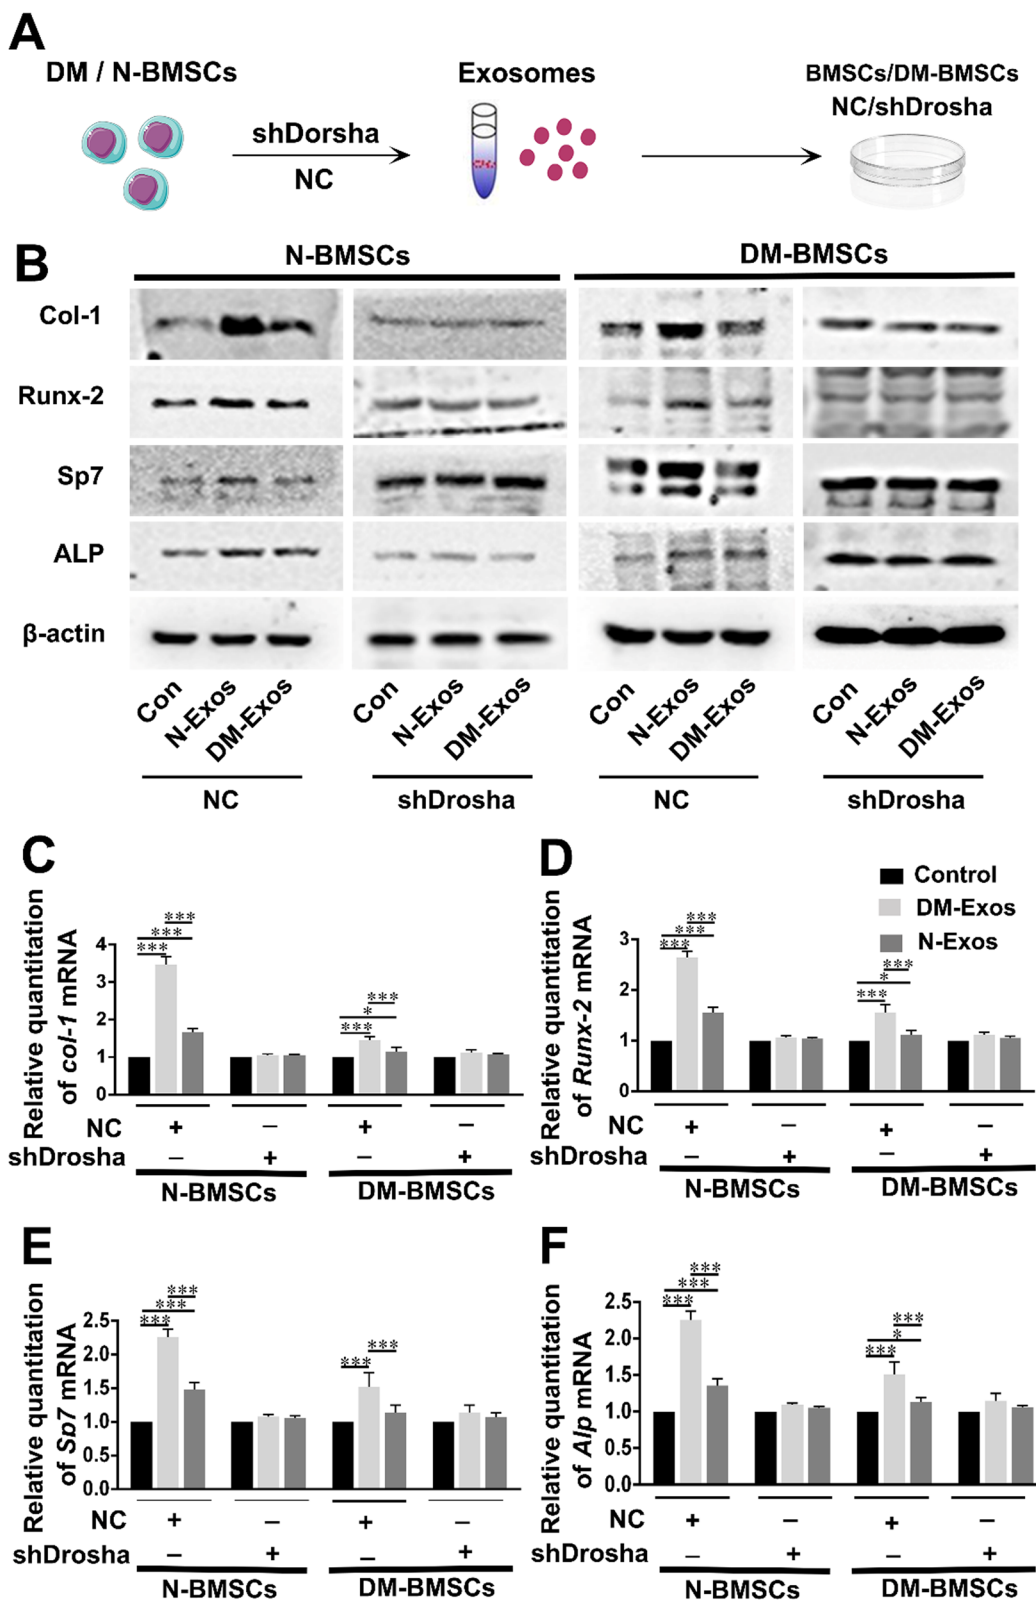 A
DM / N-BMSCs
Exosomes
BMSCs/DM-BMSCs
NC/shDrosha
shDorsha
NC
B
N-BMSCs
DM-BMSCs
Col-1
Runx-2
Sp7
ALP
β-actin
Con N-Exos DM-Exos Con N-Exos DM-Exos Con N-Exos DM-Exos Con N-Exos DM-Exos
NC shDrosha NC shDrosha
C
Relative quantitation
of col-1 mRNA
4
3
2
1
0
*** *** ***
*** * ***
NC + − + −
shDrosha − + − +
N-BMSCs DM-BMSCs
D
Control
DM-Exos
N-Exos
Relative quantitation
of Runx-2 mRNA
3
2
1
0
*** *** ***
*** * ***
NC + − + −
shDrosha − + − +
N-BMSCs DM-BMSCs
E
Relative quantitation
of Sp7 mRNA
2.5
2.0
1.5
1.0
0.5
0.0
*** *** ***
*** ***
NC + − + −
shDrosha − + − +
N-BMSCs DM-BMSCs
F
Relative quantitation
of Alp mRNA
2.5
2.0
1.5
1.0
0.5
0.0
*** *** ***
*** * ***
NC + − + −
shDrosha − + − +
N-BMSCs DM-BMSCs